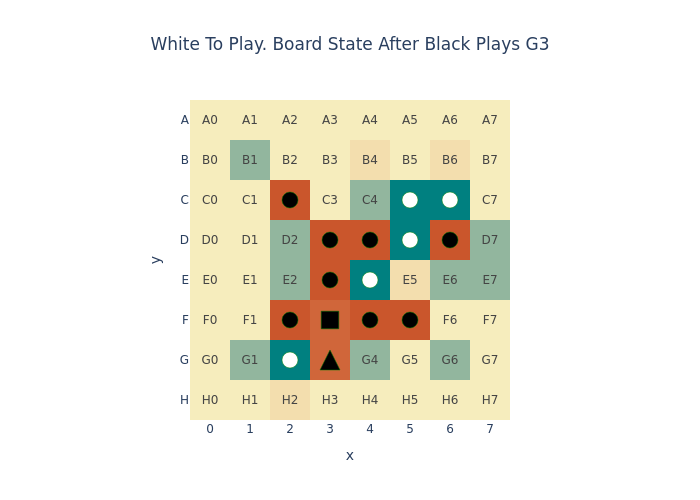 White To Play. Board State After Black Plays G3
A A0 A1 A2 A3 A4 A5 A6 A7
B B0 B1 B2 B3 B4 B5 B6 B7
C C0 C1 C3 C4 C7
D D0 D1 D2 D7
E E0 E1 E2 E5 E6 E7
F F0 F1 F6 F7
G G0 G1 G4 G5 G6 G7
H H0 H1 H2 H3 H4 H5 H6 H7
0 1 2 3 4 5 6 7
x
y